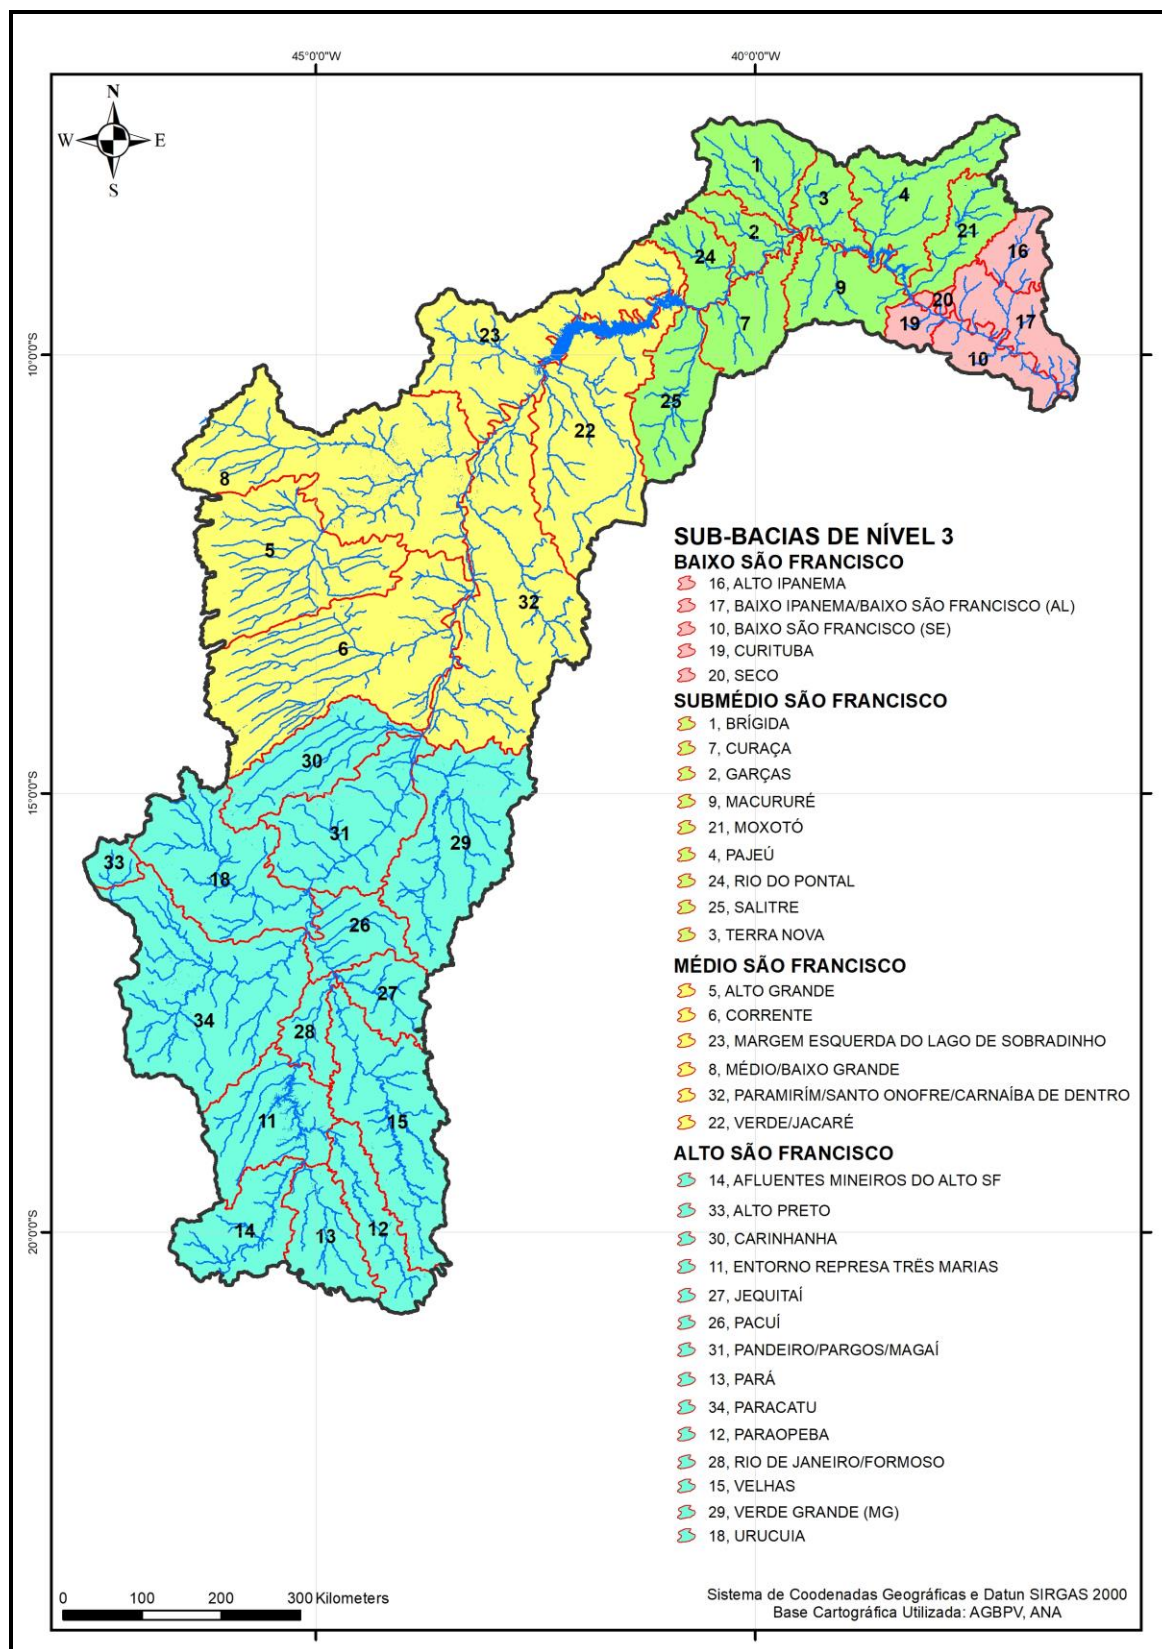 45°0'0"W
40°0'0"W
N
W
E
S
1
3
4
2
21
24
16
9
20
7
19
17
23
10
25
22
8
5
32
6
10°0'0"S
SUB-BACIAS DE NÍVEL 3
BAIXO SÃO FRANCISCO
16, ALTO IPANEMA
17, BAIXO IPANEMA/BAIXO SÃO FRANCISCO (AL)
10, BAIXO SÃO FRANCISCO (SE)
19, CURITUBA
20, SECO
SUBMÉDIO SÃO FRANCISCO
1, BRÍGIDA
7, CURAÇA
2, GARÇAS
9, MACURURÉ
21, MOXOTÓ
4, PAJEÚ
24, RIO DO PONTAL
25, SALITRE
3, TERRA NOVA
MÉDIO SÃO FRANCISCO
5, ALTO GRANDE
6, CORRENTE
23, MARGEM ESQUERDA DO LAGO DE SOBRADINHO
8, MÉDIO/BAIXO GRANDE
32, PARAMIRÍM/SANTO ONOFRE/CARNAÍBA DE DENTRO
22, VERDE/JACARÉ
ALTO SÃO FRANCISCO
14, AFLUENTES MINEIROS DO ALTO SF
33, ALTO PRETO
30, CARINHANHA
11, ENTORNO REPRESA TRÊS MARIAS
27, JEQUITAÍ
26, PACUÍ
31, PANDEIRO/PARGOS/MAGAÍ
13, PARÁ
34, PARACATU
12, PARAOPEBA
28, RIO DE JANEIRO/FORMOSO
15, VELHAS
29, VERDE GRANDE (MG)
18, URUCUIA
30
15°0'0"S
31
29
33
18
26
27
34
28
11
15
14
13
12
20°0'0"S
0 100 200 300 Kilometers
Sistema de Coodenadas Geográficas e Datun SIRGAS 2000
Base Cartográfica Utilizada: AGBPV, ANA